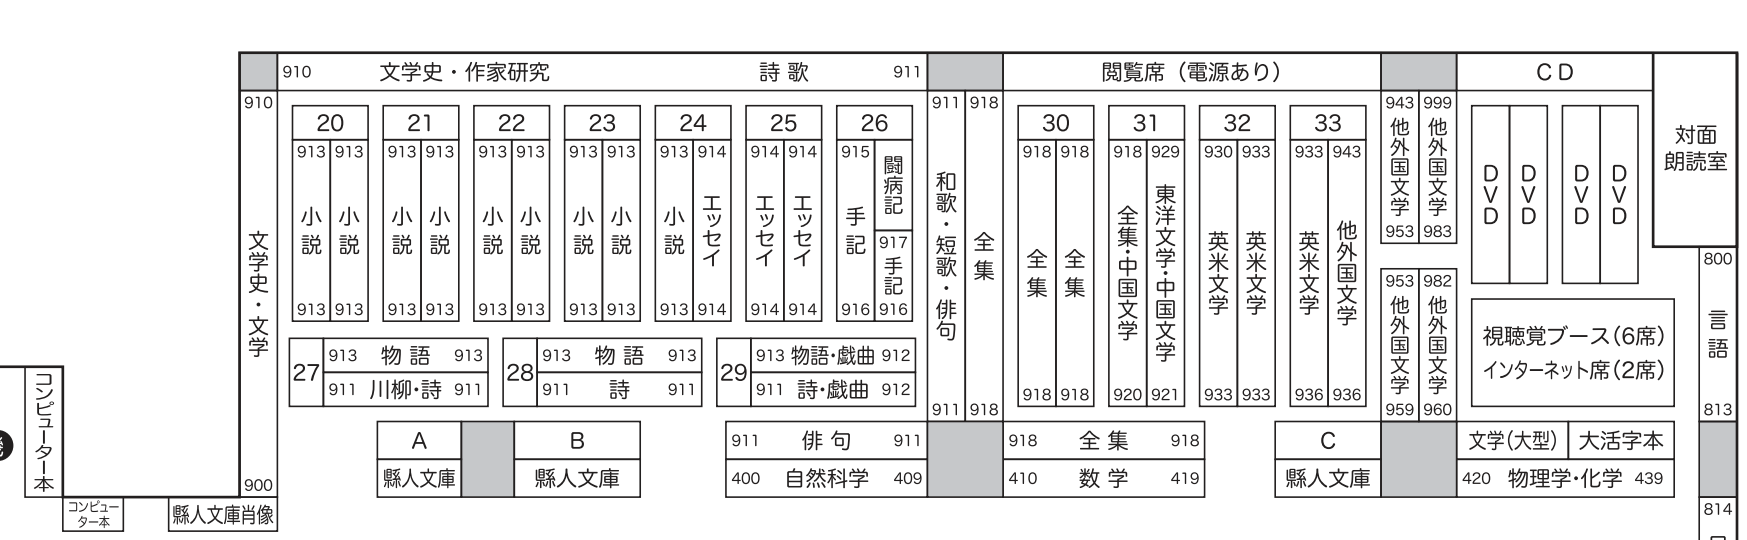 910 文学史・作家研究 詩歌 911
閲覧席（電源あり）
CD
対面
朗読室
910
文学史・文学
900
20
913 913
小説 小説
913 913
21
913 913
小説 小説
913 913
22
913 913
小説 小説
913 913
23
913 913
小説 小説
913 913
24
913 914
小説 エッセイ
913 914
25
914 914
エッセイ エッセイ
914 914
26
915 闘病記
手記 917 手記
916 916
27
913 物語 913
911 川柳・詩 911
28
913 物語 913
911 詩 911
29
913 物語・戯曲 912
911 詩・戯曲 912
911 918
和歌・短歌・俳句 全集
911 918
30
918 918
全集 全集
918 918
31
918 929
全集・中国文学 東洋文学・中国文学
920 921
32
930 933
英米文学 英米文学
933 933
33
933 943
英米文学 他外国文学
936 936
943 999
他外国文学 他外国文学
953 983
953 982
他外国文学 他外国文学
959 960
DVD DVD DVD DVD
視聴覚ブース（6席）
インターネット席（2席）
800
言語
813
814
コンピューター本
コンピュー
ター本
縣人文庫肖像
A
縣人文庫
B
縣人文庫
911 俳句 911
400 自然科学 409
918 全集 918
410 数学 419
C
縣人文庫
文学（大型） 大活字本
420 物理学・化学 439